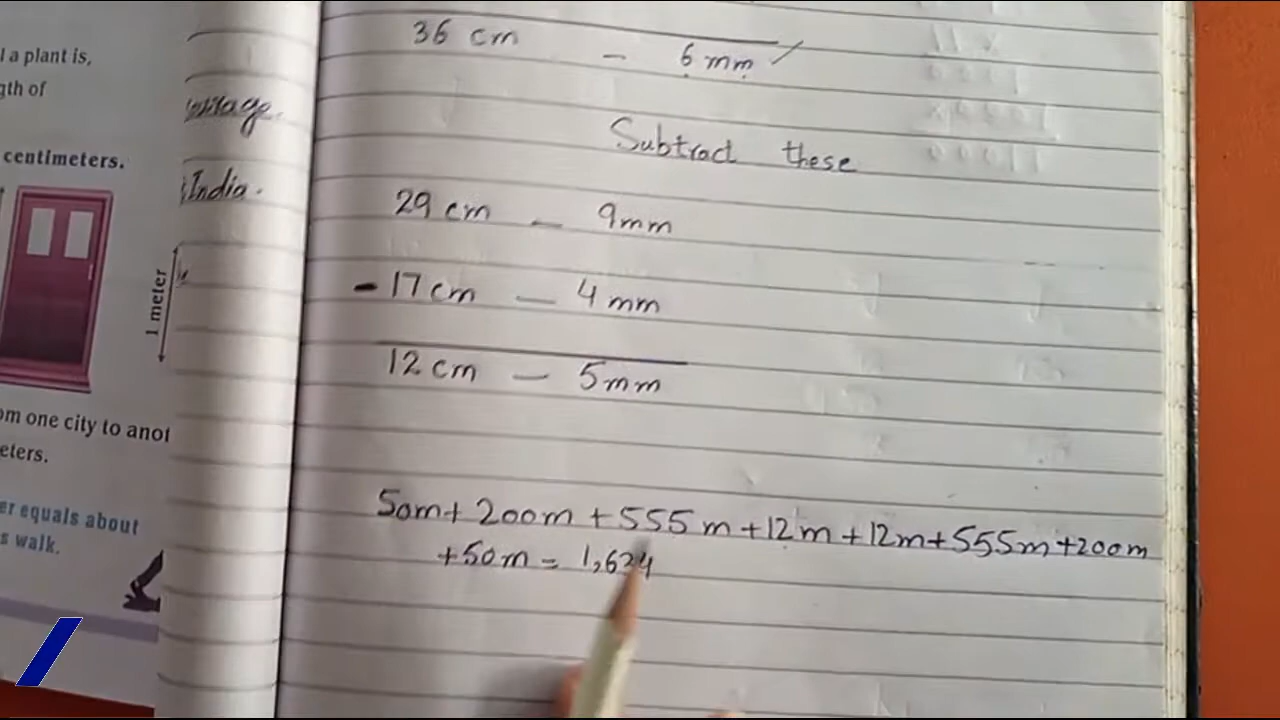 l a plant is,
gth of
centimeters.
1 meter
om one city to anot
eters.
er equals about
s walk.
India.
36 cm - 6 mm
Subtract these
29 cm - 9mm
-17 cm - 4 mm
12 cm - 5mm
50m+ 200m + 555 m +12 m + 12m+ 555m +200m
+50m = 1,624